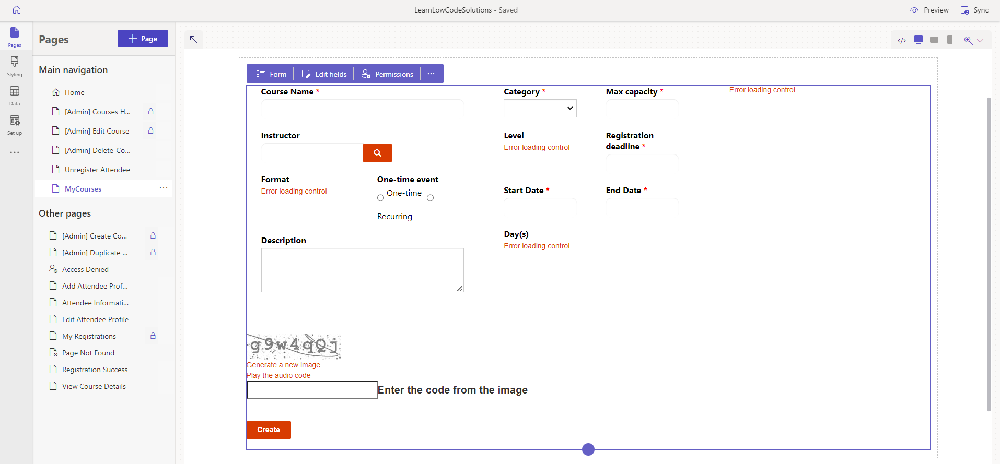 LearnLowCodeSolutions - Saved
Preview
Sync
Pages
Styling
Data
Set up
Pages
Page
Main navigation
Home
[Admin] Courses H...
[Admin] Edit Course
[Admin] Delete-Co...
Unregister Attendee
MyCourses
Other pages
[Admin] Create Co...
[Admin] Duplicate ...
Access Denied
Add Attendee Prof...
Attendee Informati...
Edit Attendee Profile
My Registrations
Page Not Found
Registration Success
View Course Details
Form
Edit fields
Permissions
Course Name *
Category *
Max capacity *
Error loading control
Instructor
Level
Error loading control
Registration
deadline *
Format
Error loading control
One-time event
One-time
Recurring
Start Date *
End Date *
Description
Day(s)
Error loading control
g9w4qQj
Generate a new image
Play the audio code
Enter the code from the image
Create